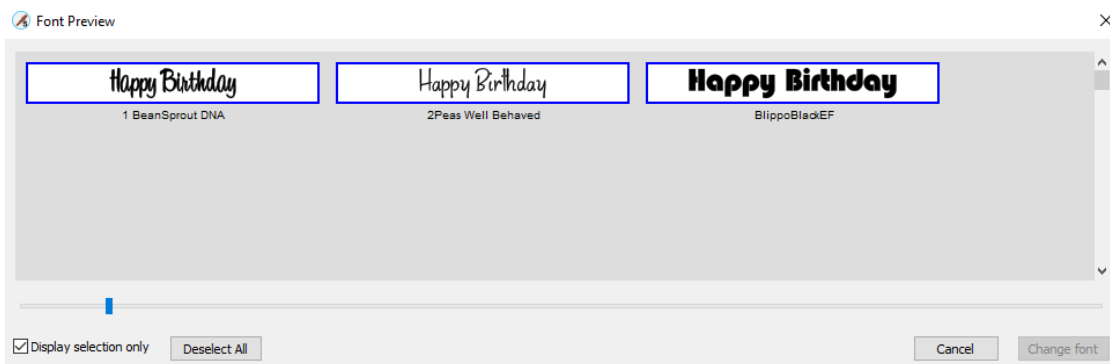 Font Preview
Happy Birthday Happy Birthday Happy Birthday
1 BeanSprout DNA 2Peas Well Behaved BlippoBlackEF
Display selection only Deselect All Cancel Change font